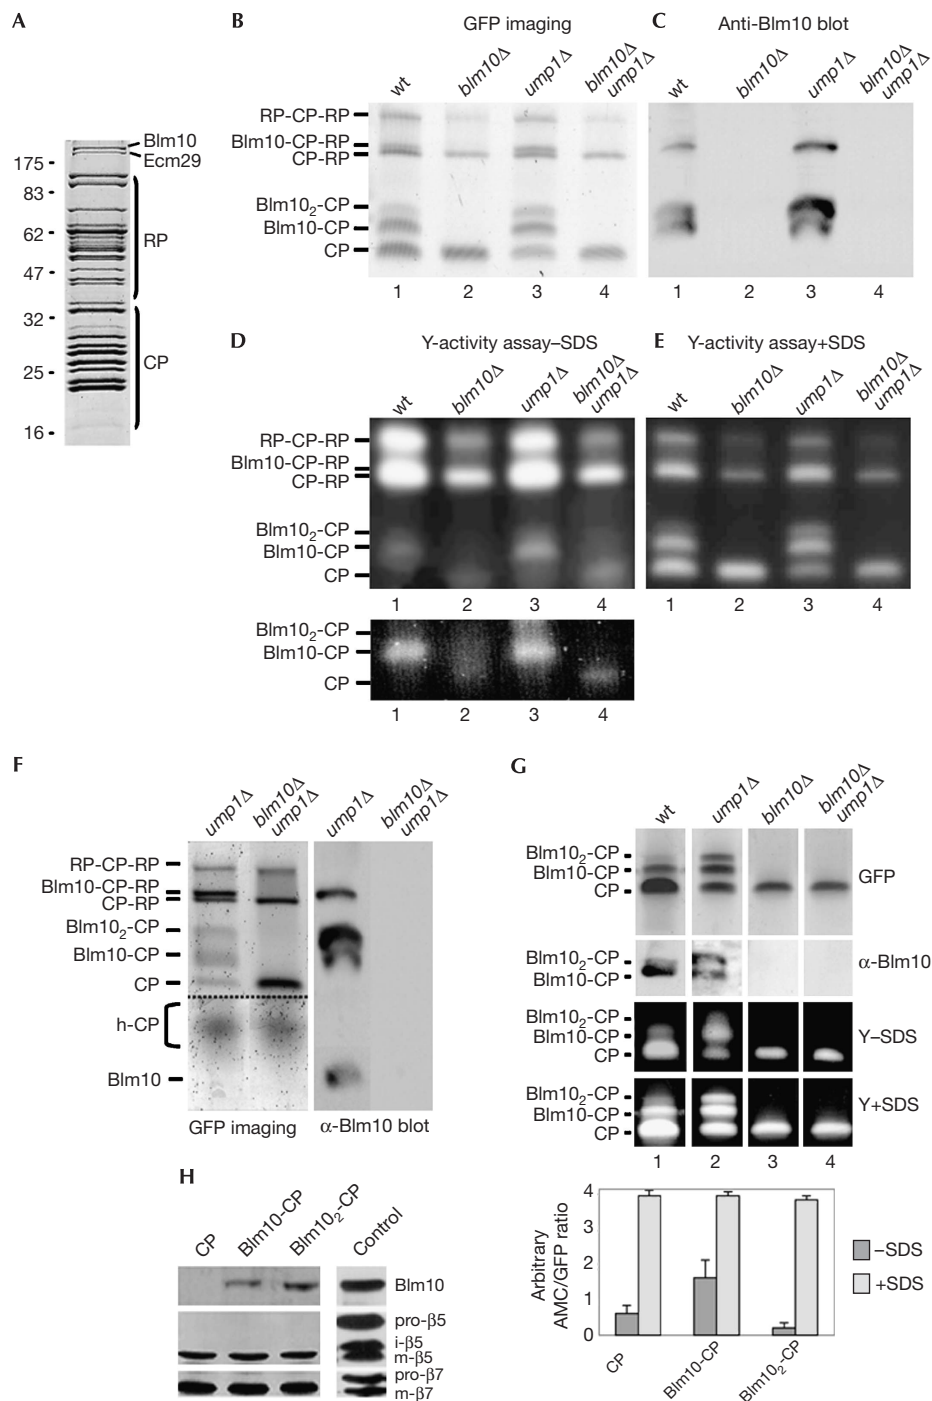 A
175
83
62
47
32
25
16
Blm10
Ecm29
RP
CP
B
GFP imaging
wt
blm10Δ
ump1Δ
blm10Δ
ump1Δ
RP-CP-RP
Blm10-CP-RP
CP-RP
Blm10₂-CP
Blm10-CP
CP
1 2 3 4
C
Anti-Blm10 blot
wt
blm10Δ
ump1Δ
blm10Δ
ump1Δ
1 2 3 4
D
Y-activity assay–SDS
wt
blm10Δ
ump1Δ
blm10Δ
ump1Δ
RP-CP-RP
Blm10-CP-RP
CP-RP
Blm10₂-CP
Blm10-CP
CP
1 2 3 4
Blm10₂-CP
Blm10-CP
CP
1 2 3 4
E
Y-activity assay+SDS
wt
blm10Δ
ump1Δ
blm10Δ
ump1Δ
1 2 3 4
F
ump1Δ
blm10Δ
ump1Δ
ump1Δ
blm10Δ
ump1Δ
RP-CP-RP
Blm10-CP-RP
CP-RP
Blm10₂-CP
Blm10-CP
CP
h-CP
Blm10
GFP imaging
α-Blm10 blot
G
wt
ump1Δ
blm10Δ
blm10Δ
ump1Δ
Blm10₂-CP
Blm10-CP
CP
GFP
Blm10₂-CP
Blm10-CP
α-Blm10
Blm10₂-CP
Blm10-CP
CP
Y–SDS
Blm10₂-CP
Blm10-CP
CP
Y+SDS
1 2 3 4
Arbitrary
AMC/GFP ratio
4
3
2
1
0
CP
Blm10-CP
Blm10₂-CP
–SDS
+SDS
H
CP
Blm10-CP
Blm10₂-CP
Control
Blm10
pro-β5
i-β5
m-β5
pro-β7
m-β7